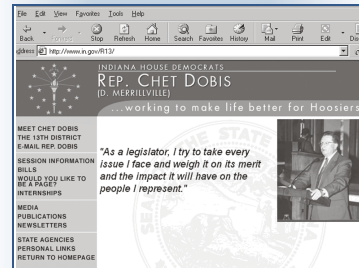 File Edit View Favorites Tools Help
Back Forward Stop Refresh Home Search Favorites History Mail Print Edit
http://www.in.gov/R13/
INDIANA HOUSE DEMOCRATS
REP. CHET DOBIS
(D. MERRILLVILLE)
...working to make life better for Hoosiers
MEET CHET DOBIS
THE 13TH DISTRICT
E-MAIL REP. DOBIS
SESSION INFORMATION
BILLS
WOULD YOU LIKE TO
BE A PAGE?
INTERNSHIPS
MEDIA
PUBLICATIONS
NEWSLETTERS
STATE AGENCIES
PERSONAL LINKS
RETURN TO HOMEPAGE
"As a legislator, I try to take every
issue I face and weigh it on its merit
and the impact it will have on the
people I represent."